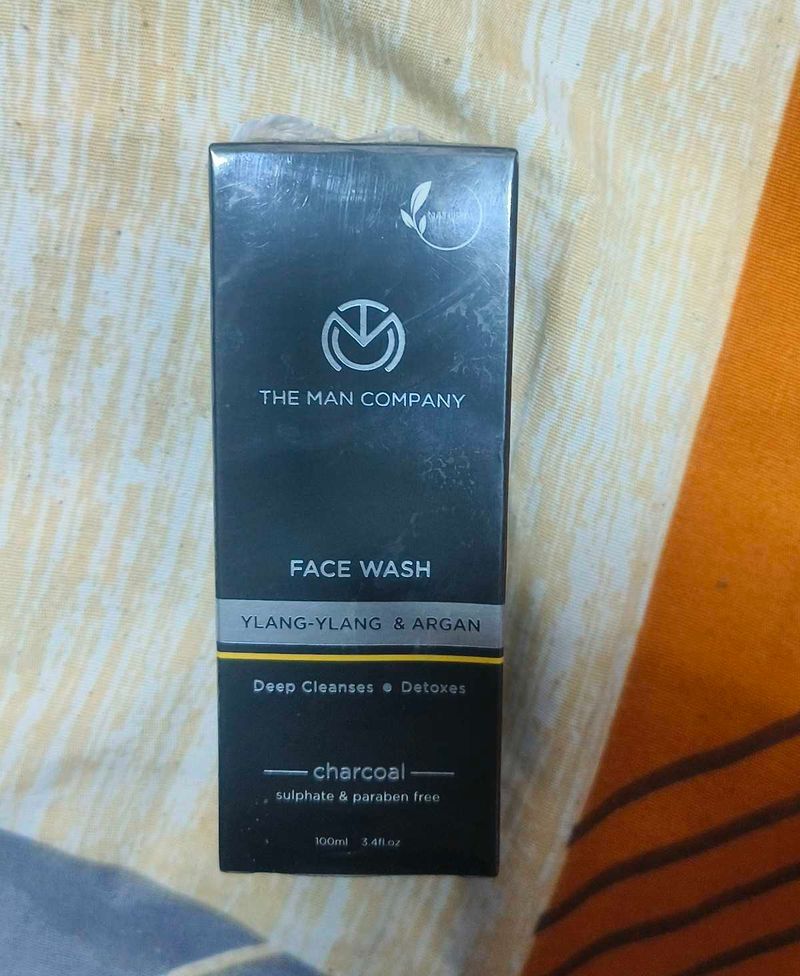 NATURAL
THE MAN COMPANY
FACE WASH
YLANG-YLANG & ARGAN
Deep Cleanses • Detoxes
charcoal
sulphate & paraben free
100ml 3.4fl.oz